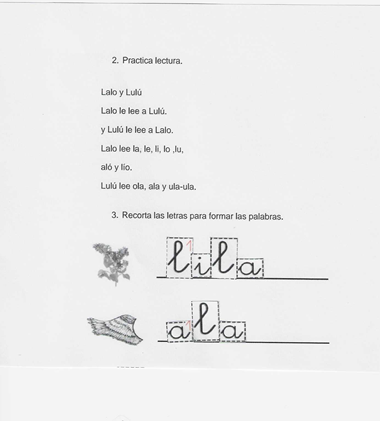 2. Practica lectura.
Lalo y Lulú
Lalo le lee a Lulú.
y Lulú le lee a Lalo.
Lalo lee la, le, li, lo ,lu,
aló y lío.
Lulú lee ola, ala y ula-ula.
3. Recorta las letras para formar las palabras.
lila
ala